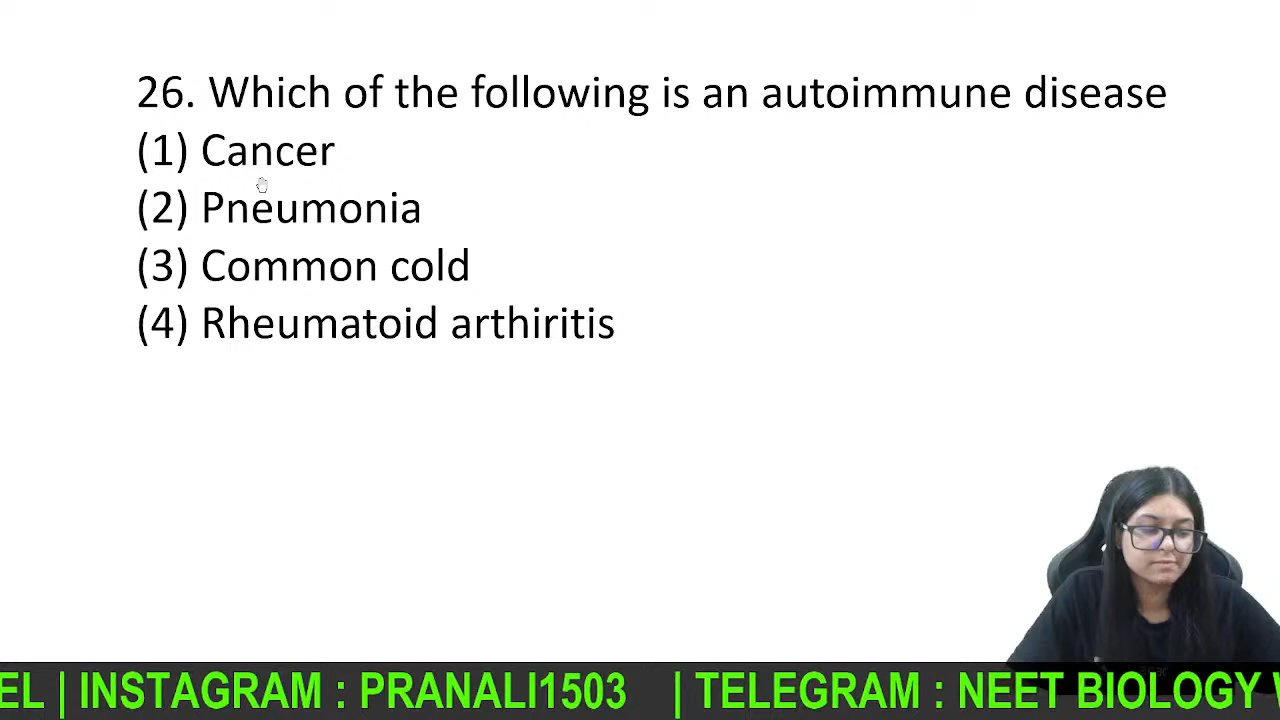 26. Which of the following is an autoimmune disease
(1) Cancer
(2) Pneumonia
(3) Common cold
(4) Rheumatoid arthiritis
EL | INSTAGRAM : PRANALI1503 | TELEGRAM : NEET BIOLOGY